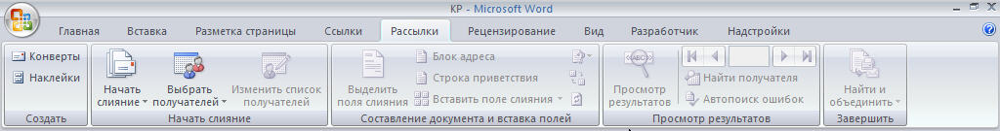 КР - Microsoft Word
Главная Вставка Разметка страницы Ссылки Рассылки Рецензирование Вид Разработчик Надстройки
Конверты
Наклейки
Создать
Начать слияние
Выбрать получателей
Изменить список получателей
Начать слияние
Выделить поля слияния
Блок адреса
Строка приветствия
Вставить поле слияния
Составление документа и вставка полей
Просмотр результатов
ABC
Найти получателя
Автопоиск ошибок
Просмотр результатов
Найти и объединить
Завершить